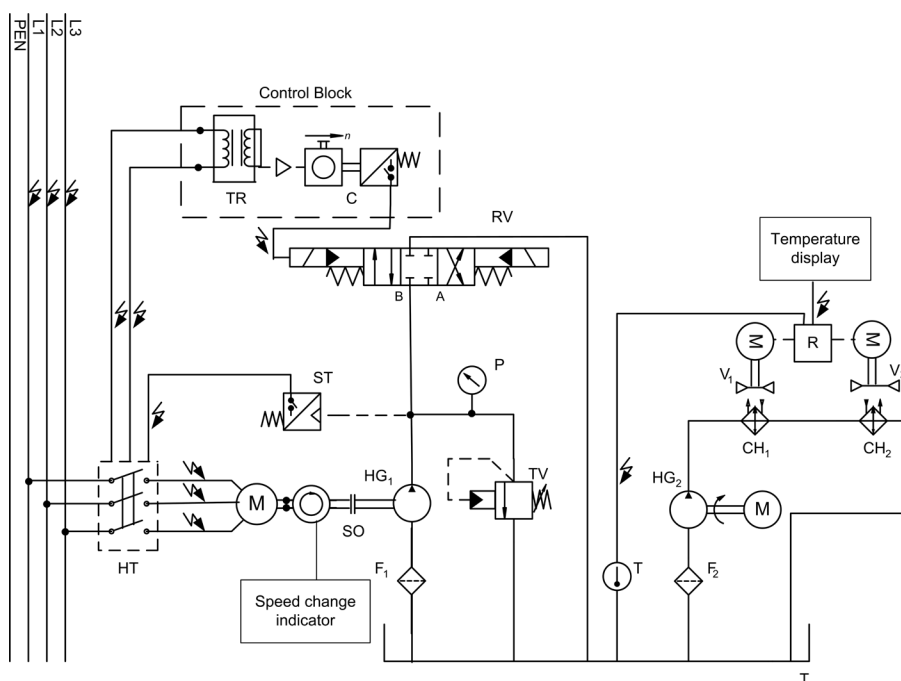 PEN
L1
L2
L3
Control Block
n
TR
C
RV
B
A
Temperature
display
M
M
R
V1
V
CH1
CH2
P
ST
HG1
TV
HG2
M
M
SO
HT
F1
T
F2
Speed change
indicator
T